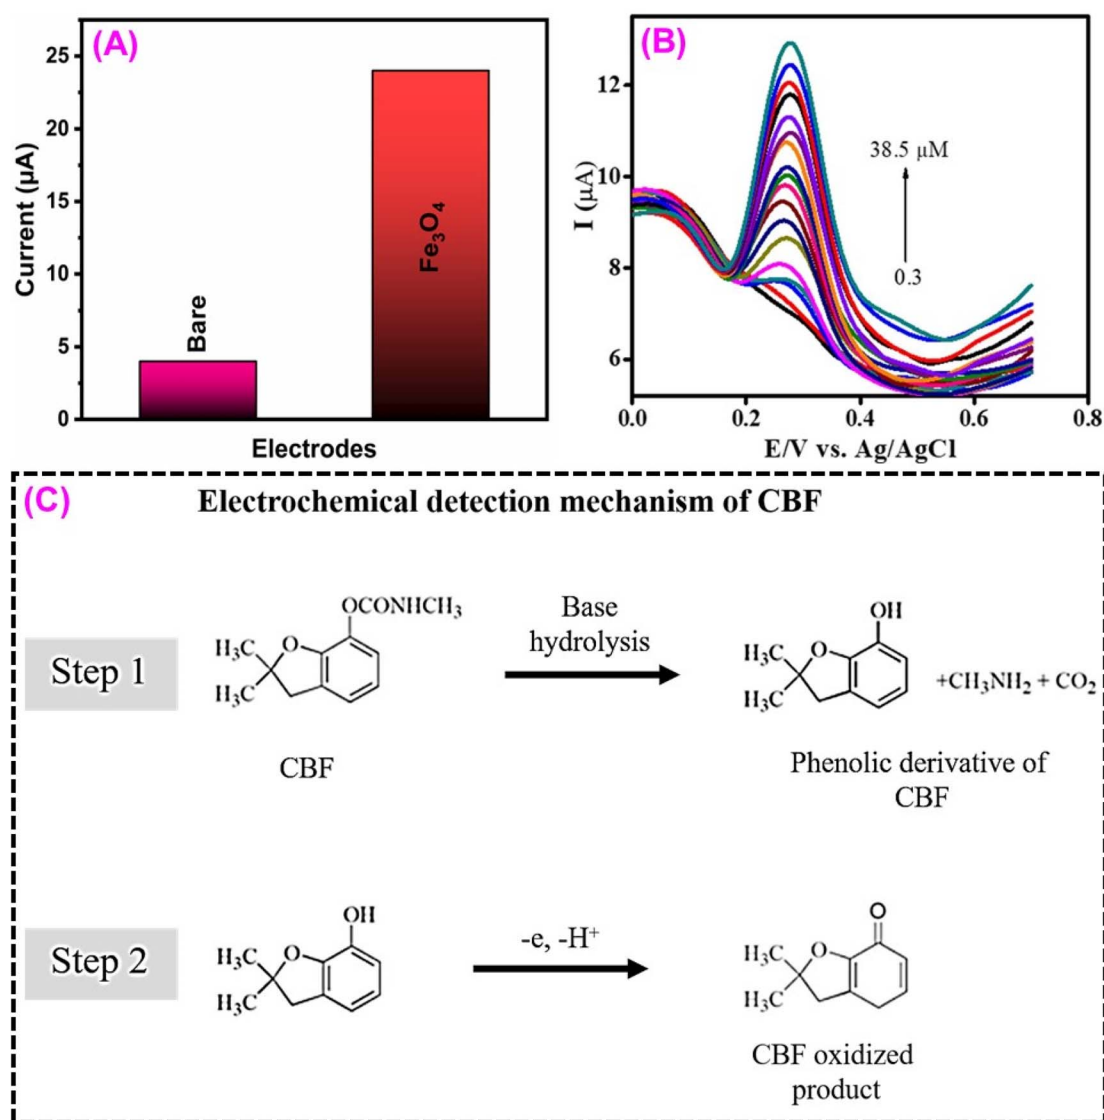 (A)
25
20
15
10
5
0
Current (µA)
Bare
Fe₃O₄
Electrodes
(B)
12
10
8
6
I (µA)
38.5 µM
0.3
0.0 0.2 0.4 0.6 0.8
E/V vs. Ag/AgCl
(C)
Electrochemical detection mechanism of CBF
Step 1
OCONHCH₃
H₃C
O
H₃C
CBF
Base
hydrolysis
OH
H₃C
O
H₃C
+CH₃NH₂ + CO₂
Phenolic derivative of
CBF
Step 2
OH
H₃C
O
H₃C
-e, -H⁺
O
H₃C
O
H₃C
CBF oxidized
product